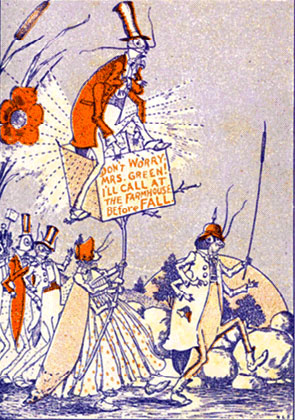 DON'T WORRY,
MRS. GREEN!
I'LL CALL AT
THE FARMHOUSE
BEFORE FALL.